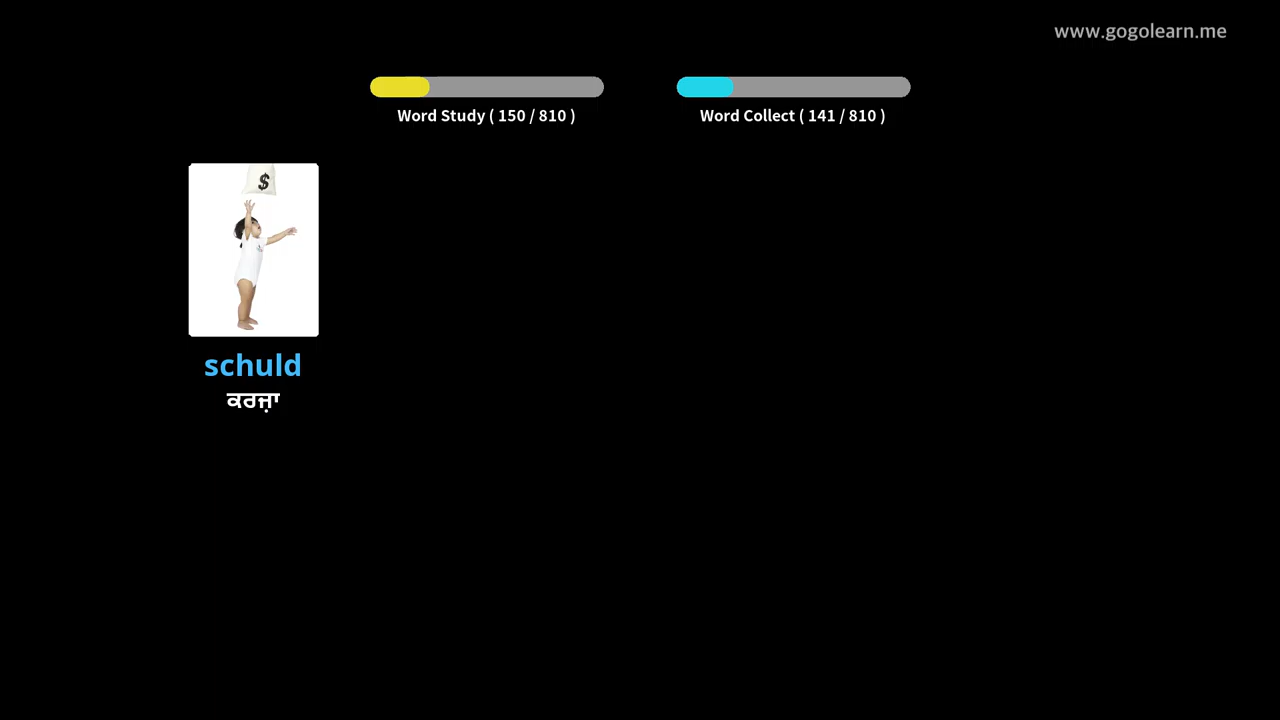 www.gogolearn.me
Word Study ( 150 / 810 )
Word Collect ( 141 / 810 )
$
schuld
ਕਰਜ਼ਾ